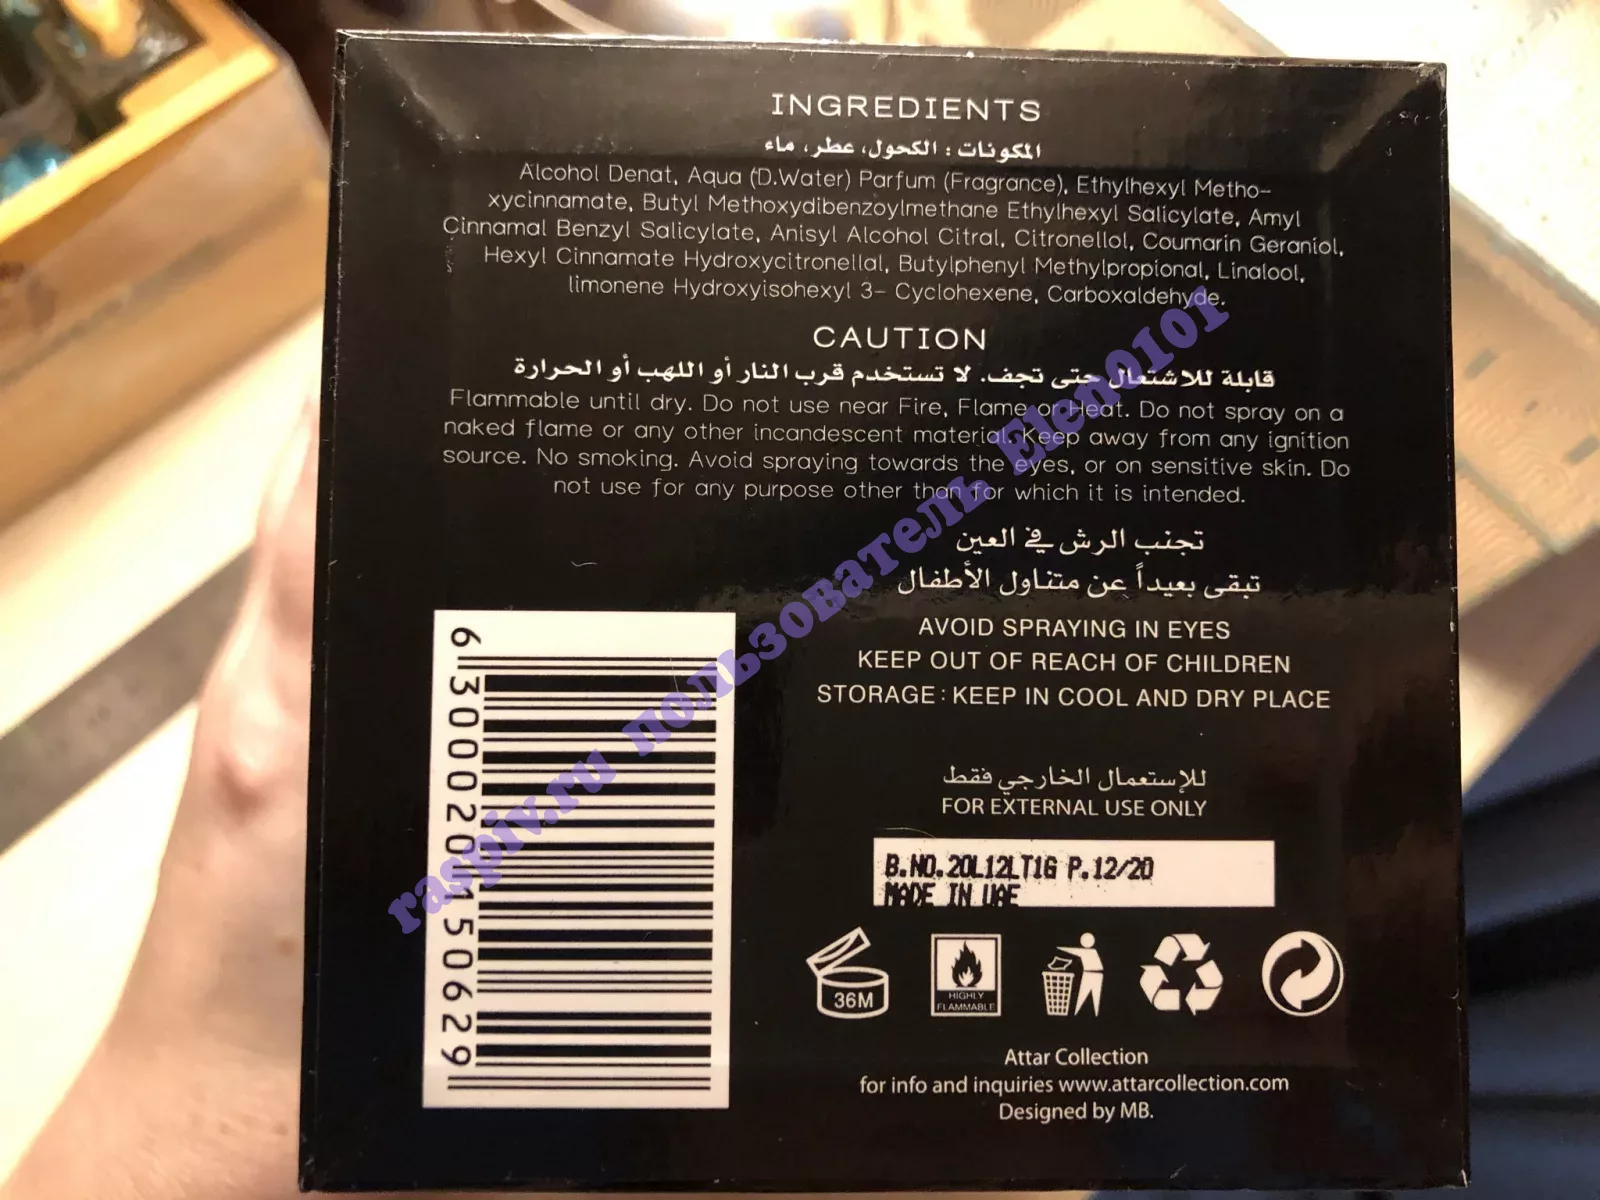 INGREDIENTS
المكونات : الكحول، عطر، ماء
Alcohol Denat, Aqua (D.Water) Parfum (Fragrance), Ethylhexyl Metho-
xycinnamate, Butyl Methoxydibenzoylmethane Ethylhexyl Salicylate, Amyl
Cinnamal Benzyl Salicylate, Anisyl Alcohol Citral, Citronellol, Coumarin Geraniol,
Hexyl Cinnamate Hydroxycitronellal, Butylphenyl Methylpropional, Linalool,
limonene Hydroxyisohexyl 3- Cyclohexene, Carboxaldehyde.
CAUTION
قابلة للاشتعال حتى تجف. لا تستخدم قرب النار أو اللهب أو الحرارة
Flammable until dry. Do not use near Fire, Flame or Heat. Do not spray on a
naked flame or any other incandescent material. Keep away from any ignition
source. No smoking. Avoid spraying towards the eyes, or on sensitive skin. Do
not use for any purpose other than for which it is intended.
تجنب الرش في العين
تبقى بعيداً عن متناول الأطفال
AVOID SPRAYING IN EYES
KEEP OUT OF REACH OF CHILDREN
STORAGE : KEEP IN COOL AND DRY PLACE
للإستعمال الخارجي فقط
FOR EXTERNAL USE ONLY
B.NO.20L12LT1G P.12/20
MADE IN UAE
36M
HIGHLY
FLAMMABLE
Attar Collection
for info and inquiries www.attarcollection.com
Designed by MB.
6300020150629
raspiv.ru пользователь Elen0101